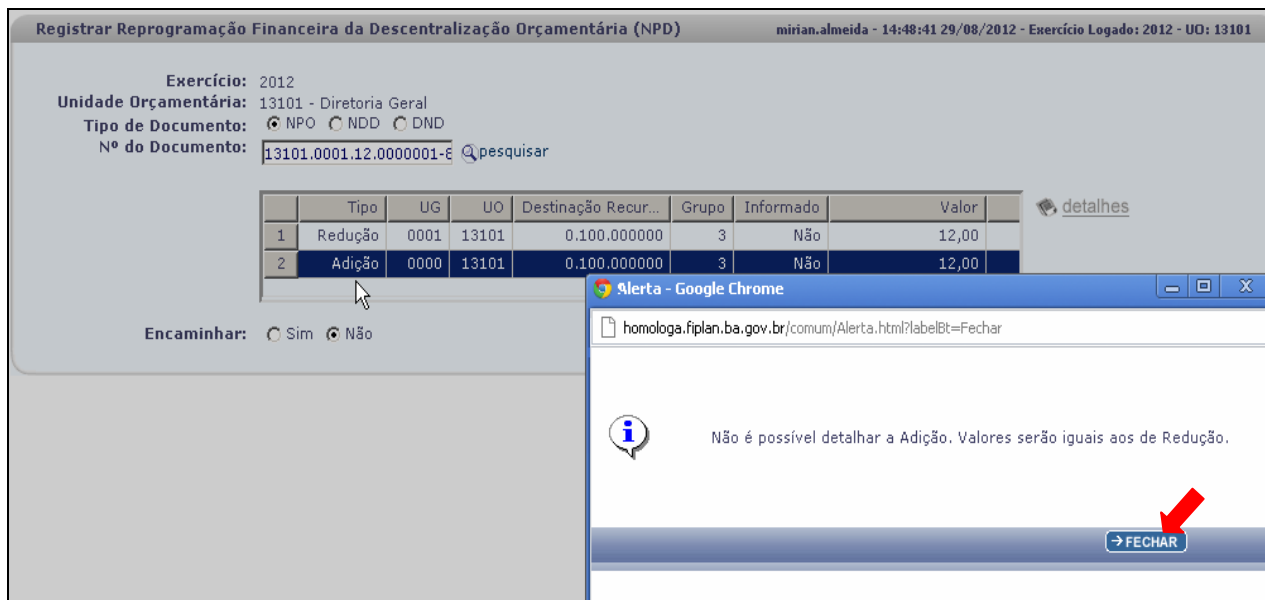 Registrar Reprogramação Financeira da Descentralização Orçamentária (NPD) mirian.almeida - 14:48:41 29/08/2012 - Exercício Logado: 2012 - UO: 13101
Exercício: 2012
Unidade Orçamentária: 13101 - Diretoria Geral
Tipo de Documento: NPO NDD DND
Nº do Documento: 13101.0001.12.0000001-8 pesquisar
Tipo UG UO Destinação Recur... Grupo Informado Valor detalhes
1 Redução 0001 13101 0.100.000000 3 Não 12,00
2 Adição 0000 13101 0.100.000000 3 Não 12,00
Alerta - Google Chrome
homologa.fiplan.ba.gov.br/comum/Alerta.html?labelBt=Fechar
Encaminhar: Sim Não
Não é possível detalhar a Adição. Valores serão iguais aos de Redução.
FECHAR